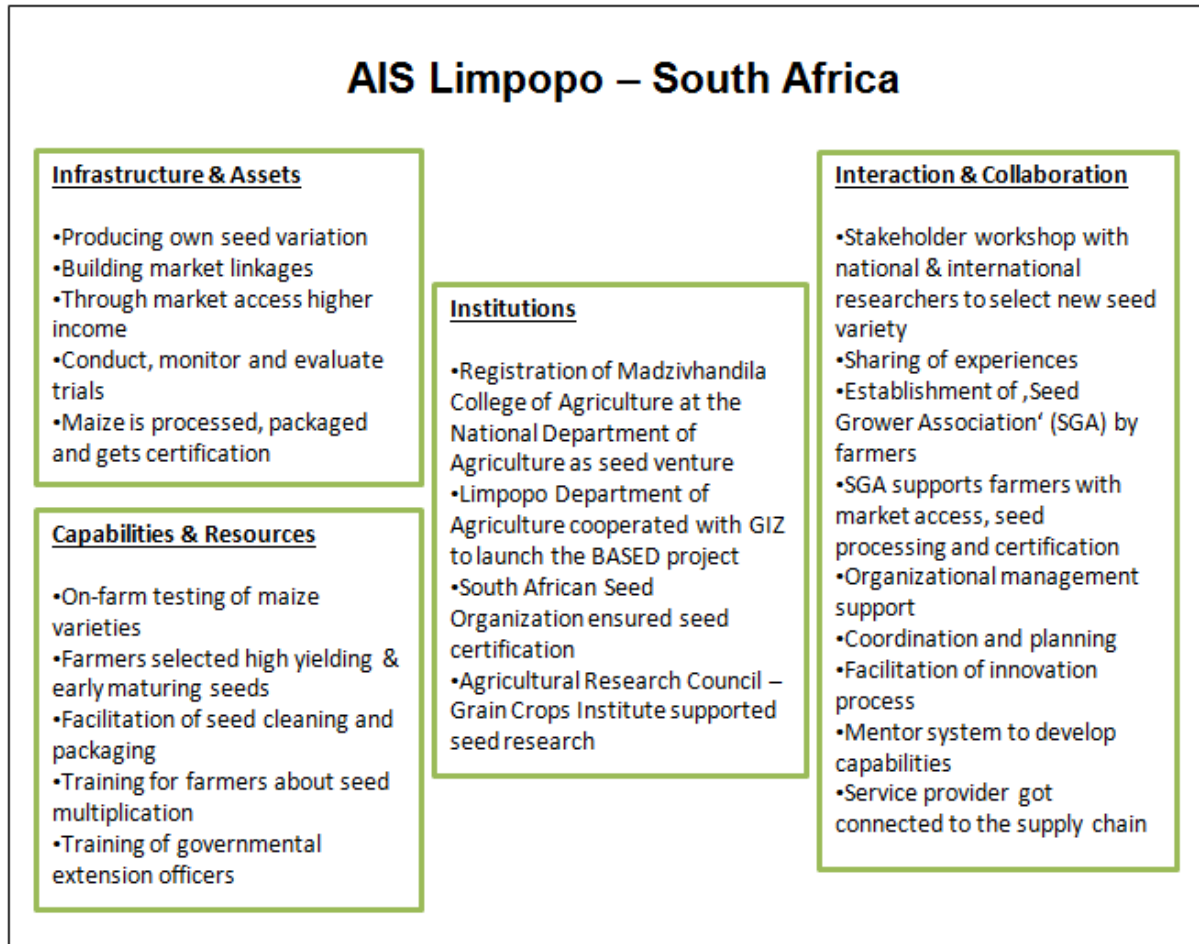 AIS Limpopo – South Africa
Infrastructure & Assets
•Producing own seed variation
•Building market linkages
•Through market access higher
income
•Conduct, monitor and evaluate
trials
•Maize is processed, packaged
and gets certification
Capabilities & Resources
•On-farm testing of maize
varieties
•Farmers selected high yielding &
early maturing seeds
•Facilitation of seed cleaning and
packaging
•Training for farmers about seed
multiplication
•Training of governmental
extension officers
Institutions
•Registration of Madzivhandila
College of Agriculture at the
National Department of
Agriculture as seed venture
•Limpopo Department of
Agriculture cooperated with GIZ
to launch the BASED project
•South African Seed
Organization ensured seed
certification
•Agricultural Research Council –
Grain Crops Institute supported
seed research
Interaction & Collaboration
•Stakeholder workshop with
national & international
researchers to select new seed
variety
•Sharing of experiences
•Establishment of ‚Seed
Grower Association‘ (SGA) by
farmers
•SGA supports farmers with
market access, seed
processing and certification
•Organizational management
support
•Coordination and planning
•Facilitation of innovation
process
•Mentor system to develop
capabilities
•Service provider got
connected to the supply chain